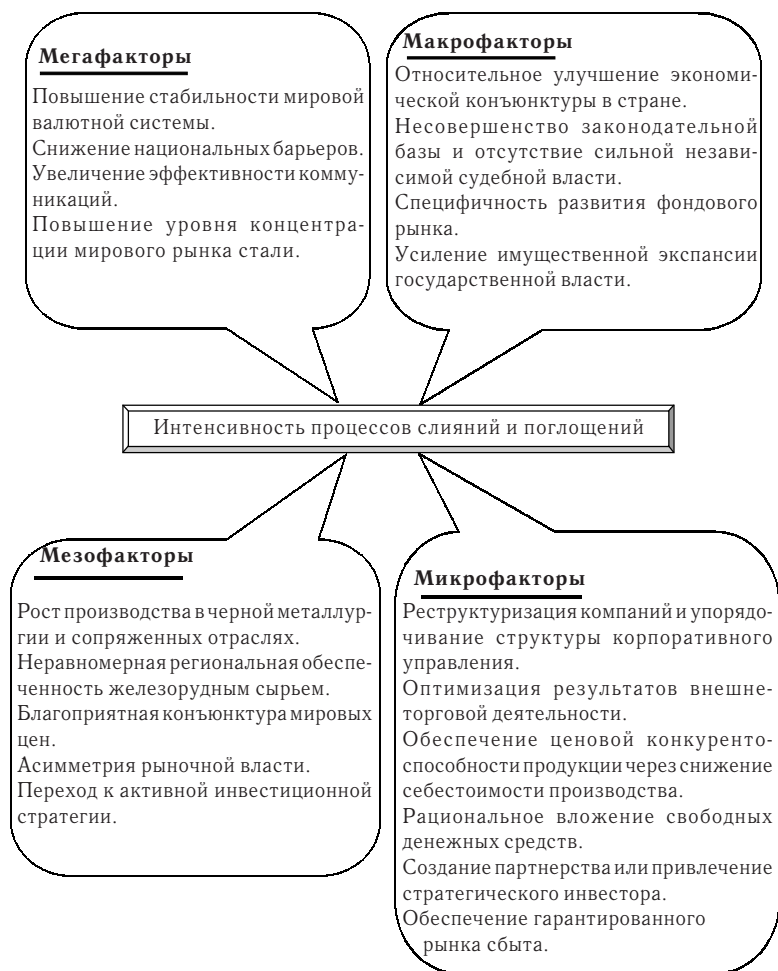 Мегафакторы
Повышение стабильности мировой
валютной системы.
Снижение национальных барьеров.
Увеличение эффективности комму-
никаций.
Повышение уровня концентра-
ции мирового рынка стали.
Макрофакторы
Относительное улучшение экономи-
ческой конъюнктуры в стране.
Несовершенство законодательной
базы и отсутствие сильной незави-
симой судебной власти.
Специфичность развития фондового
рынка.
Усиление имущественной экспансии
государственной власти.
Интенсивность процессов слияний и поглощений
Мезофакторы
Рост производства в черной металлур-
гии и сопряженных отраслях.
Неравномерная региональная обеспе-
ченность железорудным сырьем.
Благоприятная конъюнктура мировых
цен.
Асимметрия рыночной власти.
Переход к активной инвестиционной
стратегии.
Микрофакторы
Реструктуризация компаний и упорядо-
чивание структуры корпоративного
управления.
Оптимизация результатов внешне-
торговой деятельности.
Обеспечение ценовой конкуренто-
способности продукции через снижение
себестоимости производства.
Рациональное вложение свободных
денежных средств.
Создание партнерства или привлечение
стратегического инвестора.
Обеспечение гарантированного
рынка сбыта.